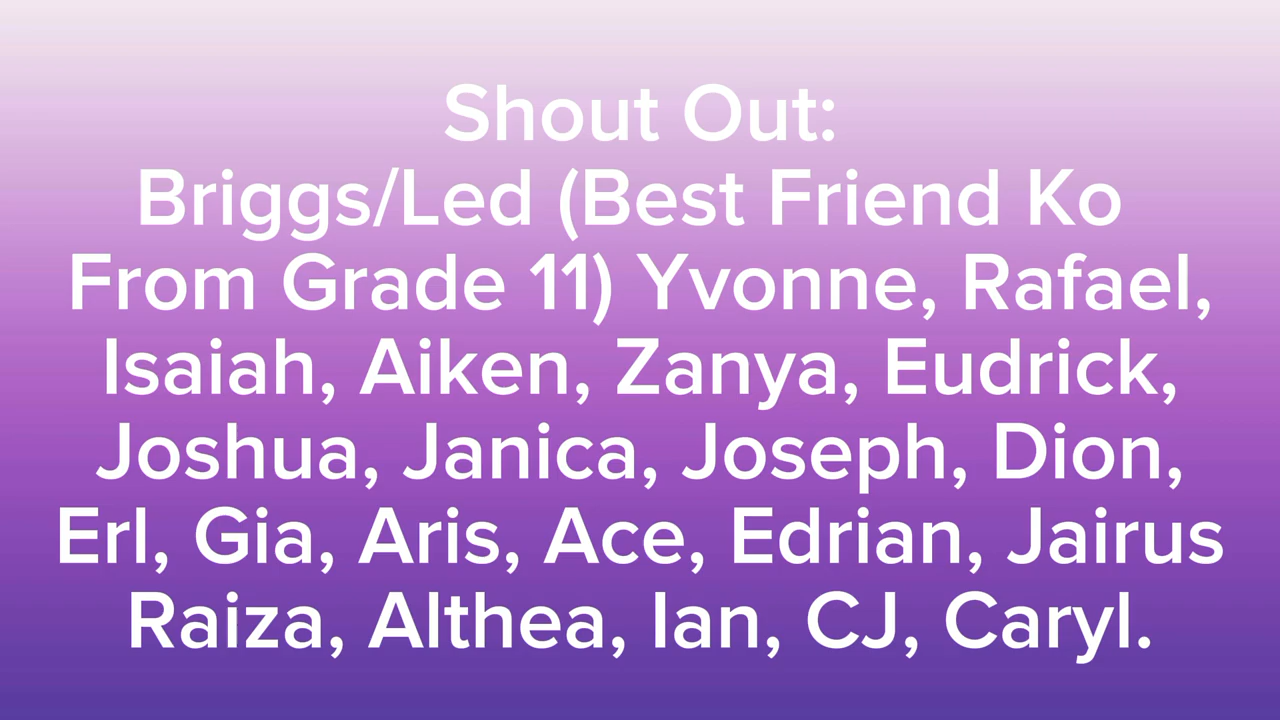 Shout Out:
Briggs/Led (Best Friend Ko
From Grade 11) Yvonne, Rafael,
Isaiah, Aiken, Zanya, Eudrick,
Joshua, Janica, Joseph, Dion,
Erl, Gia, Aris, Ace, Edrian, Jairus
Raiza, Althea, Ian, CJ, Caryl.